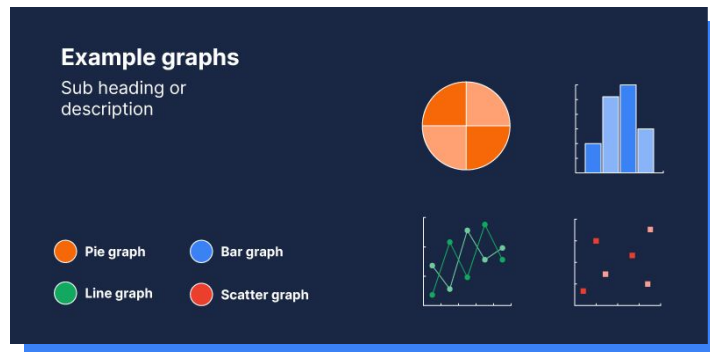 Example graphs
Sub heading or
description
Pie graph
Bar graph
Line graph
Scatter graph